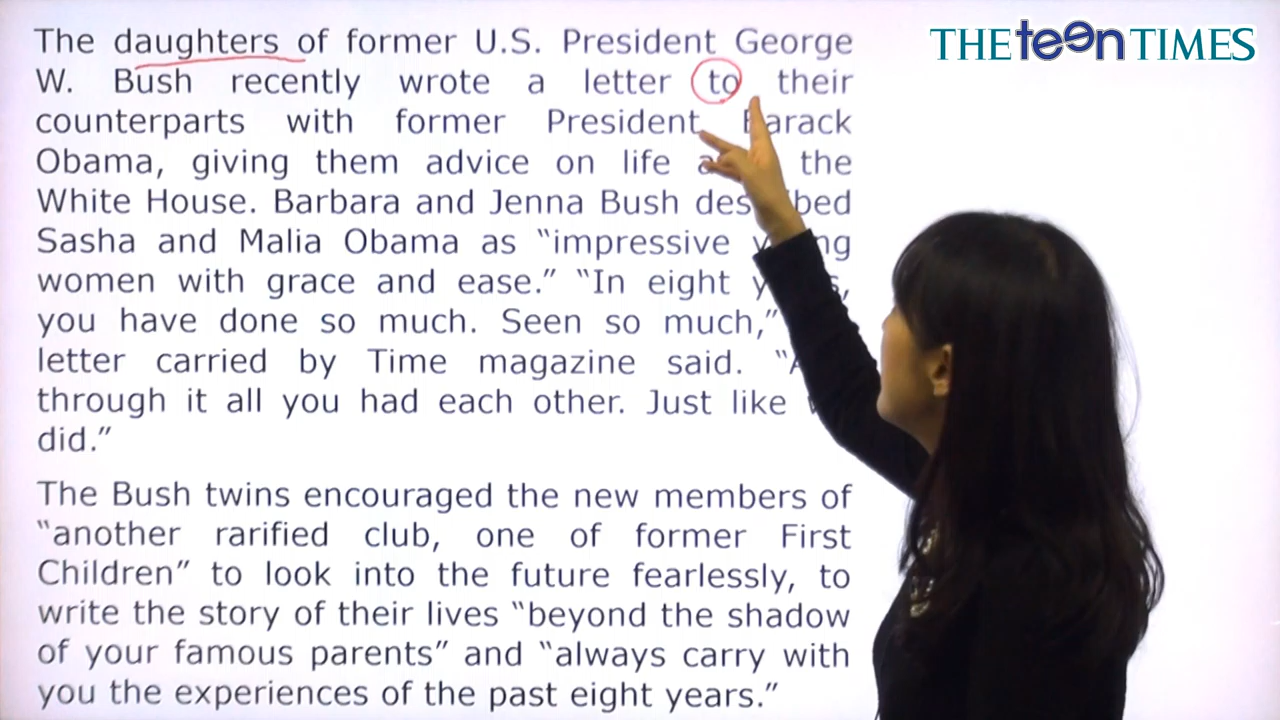 The daughters of former U.S. President George
W. Bush recently wrote a letter to their
counterparts with former President Barack
Obama, giving them advice on life the
White House. Barbara and Jenna Bush described
Sasha and Malia Obama as “impressive young
women with grace and ease.” “In eight years,
you have done so much. Seen so much,”
letter carried by Time magazine said.
through it all you had each other. Just like
did.”
The Bush twins encouraged the new members of
“another rarified club, one of former First
Children” to look into the future fearlessly, to
write the story of their lives “beyond the shadow
of your famous parents” and “always carry with
you the experiences of the past eight years.”
THE teen TIMES